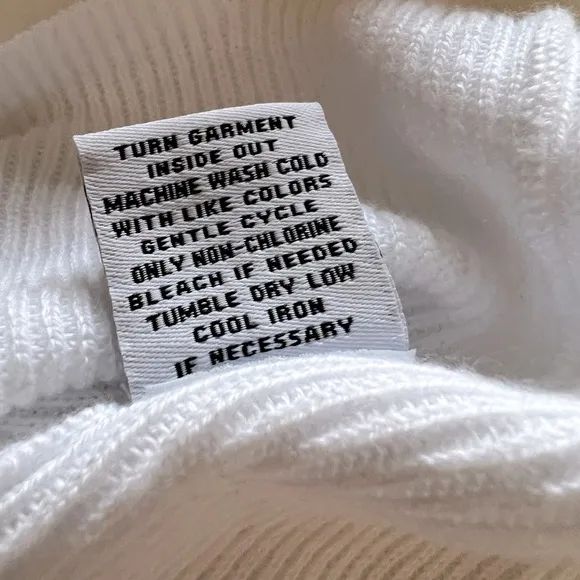 TURN GARMENT
INSIDE OUT
MACHINE WASH COLD
WITH LIKE COLORS
GENTLE CYCLE
ONLY NON-CHLORINE
BLEACH IF NEEDED
TUMBLE DRY LOW
COOL IRON
IF NECESSARY